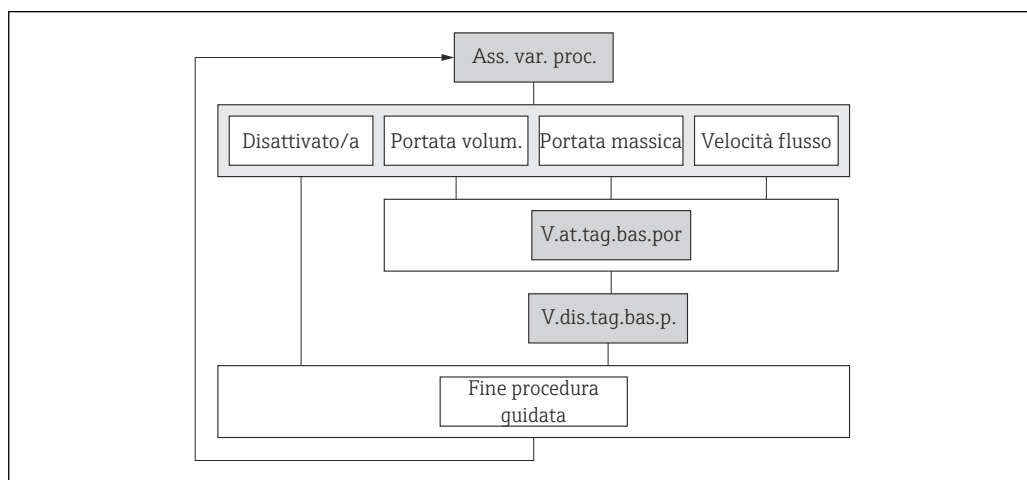 Ass. var. proc.
Disattivato/a
Portata volum.
Portata massica
Velocità flusso
V.at.tag.bas.por
V.dis.tag.bas.p.
Fine procedura
guidata